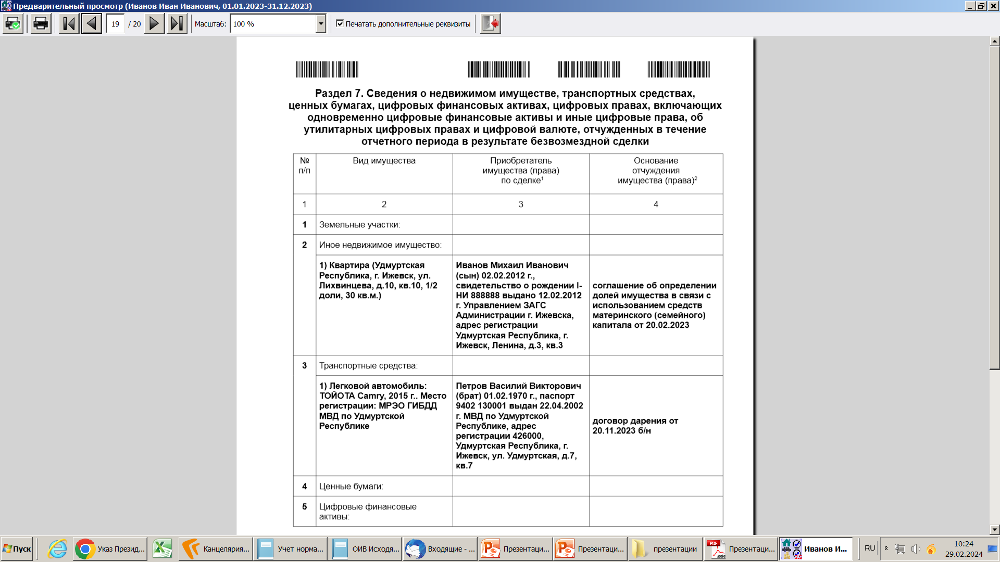 Предварительный просмотр (Иванов Иван Иванович, 01.01.2023-31.12.2023)
19 / 20 Масштаб: 100 % Печатать дополнительные реквизиты
Раздел 7. Сведения о недвижимом имуществе, транспортных средствах,
ценных бумагах, цифровых финансовых активах, цифровых правах, включающих
одновременно цифровые финансовые активы и иные цифровые права, об
утилитарных цифровых правах и цифровой валюте, отчужденных в течение
отчетного периода в результате безвозмездной сделки
№
п/п
Вид имущества
Приобретатель
имущества (права)
по сделке1
Основание
отчуждения
имущества (права)2
1 2 3 4
1 Земельные участки:
2 Иное недвижимое имущество:
1) Квартира (Удмуртская
Республика, г. Ижевск, ул.
Лихвинцева, д.10, кв.10, 1/2
доли, 30 кв.м.)
Иванов Михаил Иванович
(сын) 02.02.2012 г.,
свидетельство о рождении I-
НИ 888888 выдано 12.02.2012
г. Управлением ЗАГС
Администрации г. Ижевска,
адрес регистрации
Удмуртская Республика, г.
Ижевск, Ленина, д.3, кв.3
соглашение об определении
долей имущества в связи с
использованием средств
материнского (семейного)
капитала от 20.02.2023
3 Транспортные средства:
1) Легковой автомобиль:
ТОЙОТА Camry, 2015 г.. Место
регистрации: МРЭО ГИБДД
МВД по Удмуртской
Республике
Петров Василий Викторович
(брат) 01.02.1970 г., паспорт
9402 130001 выдан 22.04.2002
г. МВД по Удмуртской
Республике, адрес
регистрации 426000,
Удмуртская Республика, г.
Ижевск, ул. Удмуртская, д.7,
кв.7
договор дарения от
20.11.2023 б/н
4 Ценные бумаги:
5 Цифровые финансовые
активы:
Пуск Указ Презид... Канцелярия... Учет норма... ОИВ Исходя... Входящие - ... Презентаци... Презентаци... презентации Презентаци... Иванов И... RU 10:24
29.02.2024